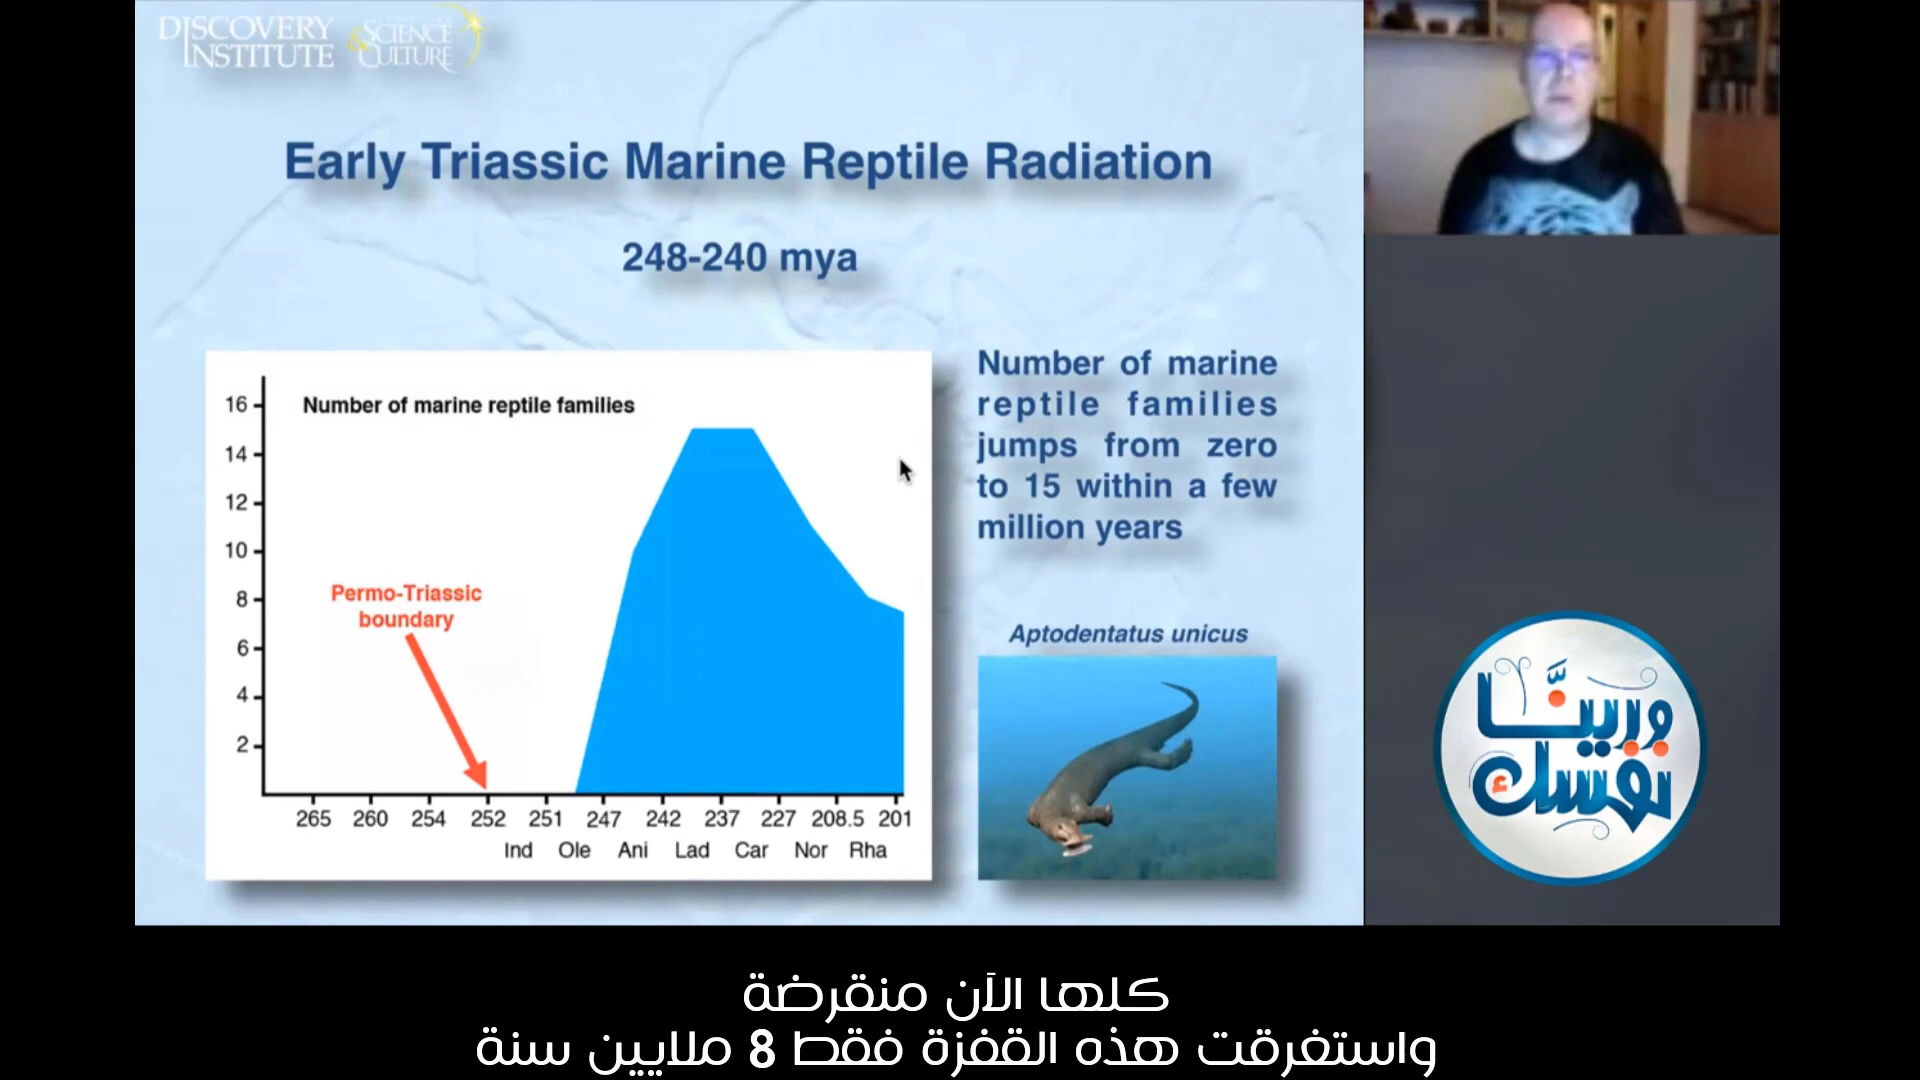 DISCOVERY
INSTITUTE
SCIENCE
& CULTURE
Early Triassic Marine Reptile Radiation
248-240 mya
Number of marine reptile families
16
14
12
10
8
6
4
2
Permo-Triassic
boundary
265 260 254 252 251 247 242 237 227 208.5 201
Ind Ole Ani Lad Car Nor Rha
Number of marine
reptile families
jumps from zero
to 15 within a few
million years
Aptodentatus unicus
ورتِّبنا
نفسك
كلها الآن منقرضة
واستغرقت هذه القفزة فقط 8 ملايين سنة